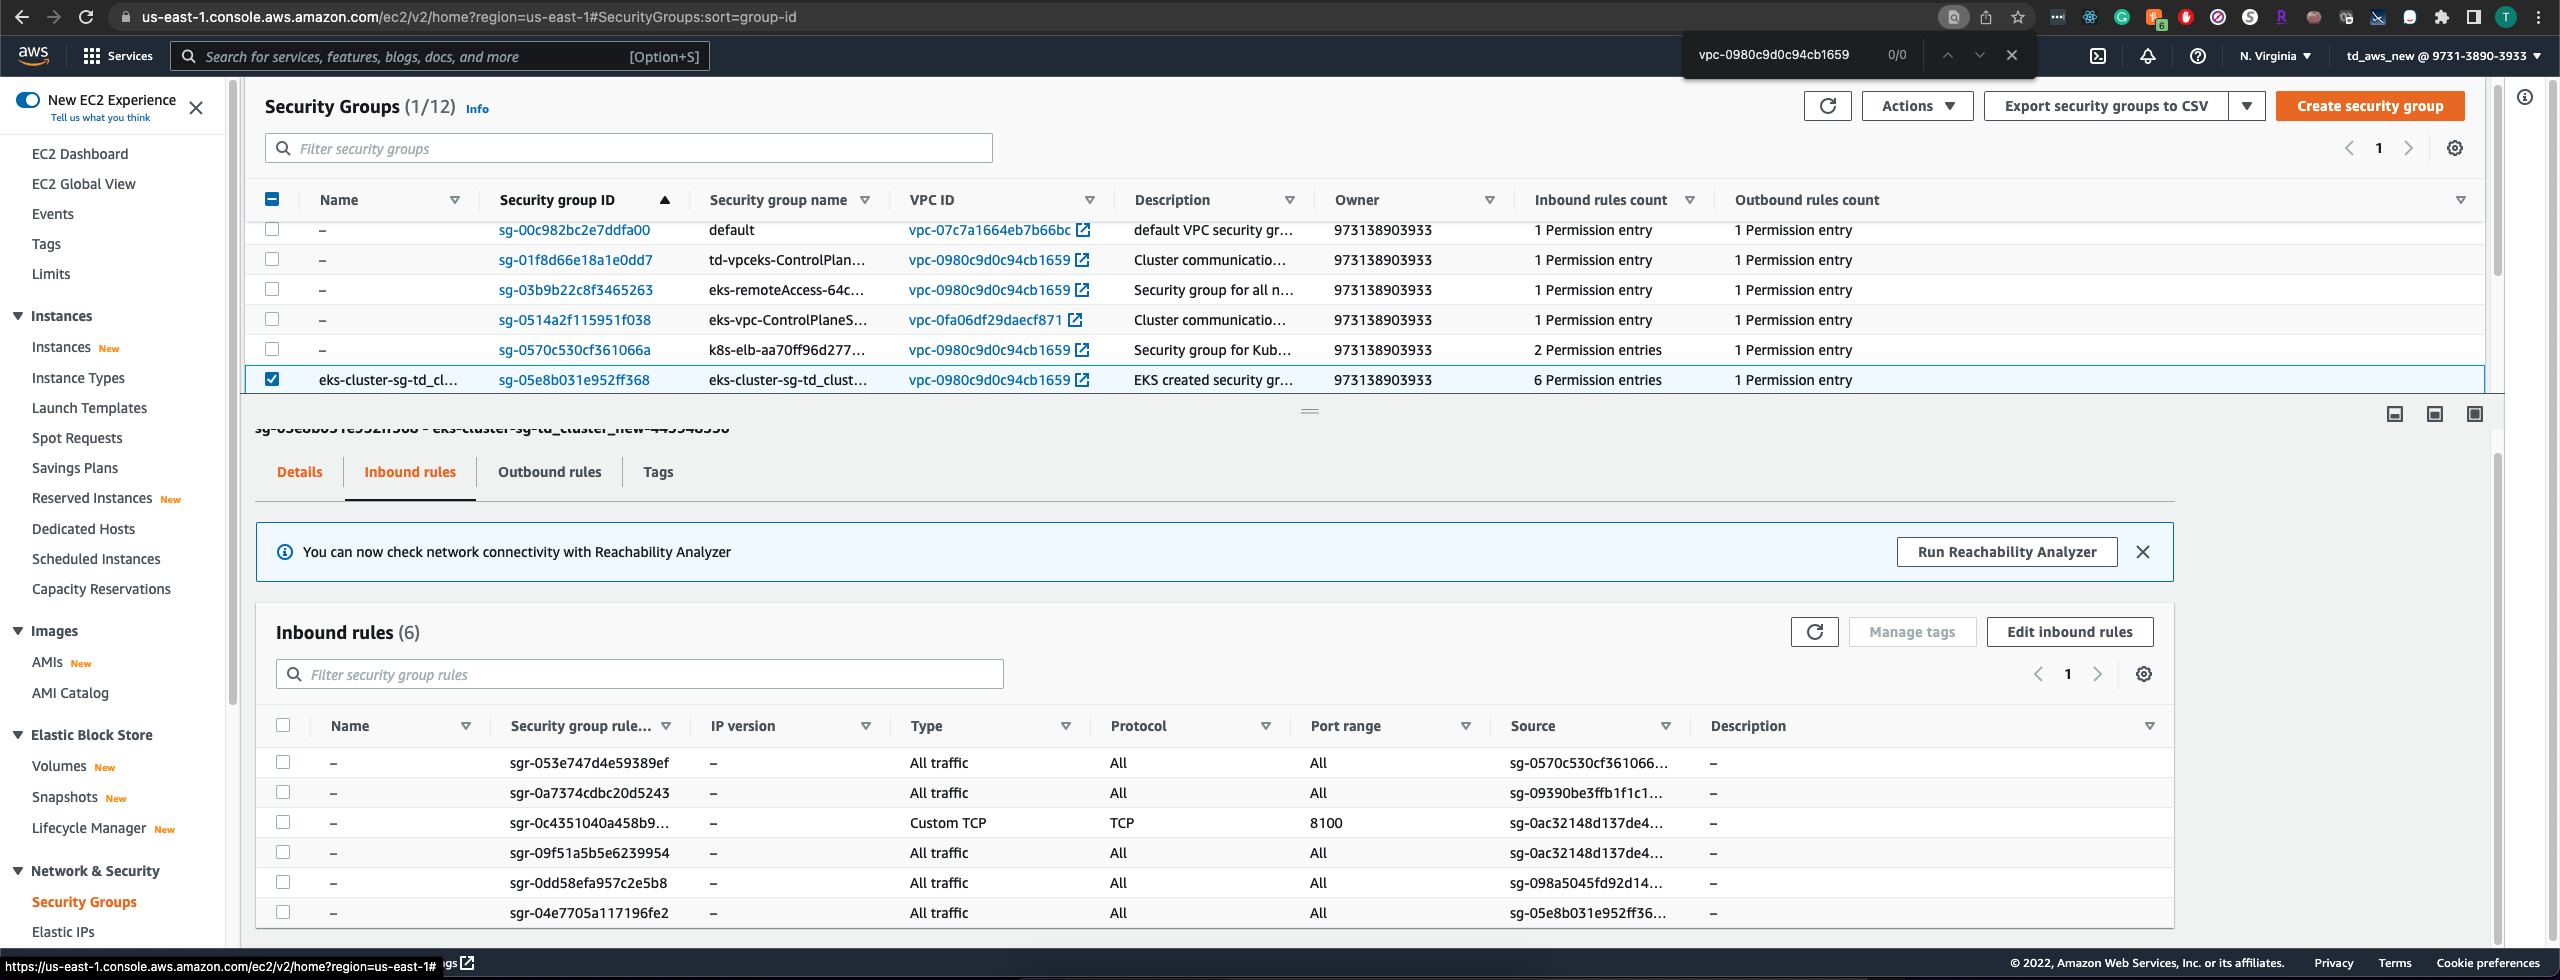 us-east-1.console.aws.amazon.com/ec2/v2/home?region=us-east-1#SecurityGroups:sort=group-id
6
T
aws
Services
Search for services, features, blogs, docs, and more
[Option+S]
vpc-0980c9d0c94cb1659
0/0
N. Virginia
td_aws_new @ 9731-3890-3933
New EC2 Experience
Tell us what you think
EC2 Dashboard
EC2 Global View
Events
Tags
Limits
Instances
Instances New
Instance Types
Launch Templates
Spot Requests
Savings Plans
Reserved Instances New
Dedicated Hosts
Scheduled Instances
Capacity Reservations
Images
AMIs New
AMI Catalog
Elastic Block Store
Volumes New
Snapshots New
Lifecycle Manager New
Network & Security
Security Groups
Elastic IPs
Security Groups (1/12) Info
Actions
Export security groups to CSV
Create security group
Filter security groups
1
Name Security group ID Security group name VPC ID Description Owner Inbound rules count Outbound rules count
– sg-00c982bc2e7ddfa00 default vpc-07c7a1664eb7b66bc default VPC security gr... 973138903933 1 Permission entry 1 Permission entry
– sg-01f8d66e18a1e0dd7 td-vpceks-ControlPlan... vpc-0980c9d0c94cb1659 Cluster communicatio... 973138903933 1 Permission entry 1 Permission entry
– sg-03b9b22c8f3465263 eks-remoteAccess-64c... vpc-0980c9d0c94cb1659 Security group for all n... 973138903933 1 Permission entry 1 Permission entry
– sg-0514a2f115951f038 eks-vpc-ControlPlaneS... vpc-0fa06df29daecf871 Cluster communicatio... 973138903933 1 Permission entry 1 Permission entry
– sg-0570c530cf361066a k8s-elb-aa70ff96d277... vpc-0980c9d0c94cb1659 Security group for Kub... 973138903933 2 Permission entries 1 Permission entry
eks-cluster-sg-td_cl... sg-05e8b031e952ff368 eks-cluster-sg-td_clust... vpc-0980c9d0c94cb1659 EKS created security gr... 973138903933 6 Permission entries 1 Permission entry
sg-05e8b031e952ff368 - eks-cluster-sg-td_cluster_new-443948336
Details
Inbound rules
Outbound rules
Tags
You can now check network connectivity with Reachability Analyzer
Run Reachability Analyzer
Inbound rules (6)
Manage tags
Edit inbound rules
Filter security group rules
1
Name Security group rule... IP version Type Protocol Port range Source Description
– sgr-053e747d4e59389ef – All traffic All All sg-0570c530cf361066... –
– sgr-0a7374cdbc20d5243 – All traffic All All sg-09390be3ffb1f1c1... –
– sgr-0c4351040a458b9... – Custom TCP TCP 8100 sg-0ac32148d137de4... –
– sgr-09f51a5b5e6239954 – All traffic All All sg-0ac32148d137de4... –
– sgr-0dd58efa957c2e5b8 – All traffic All All sg-098a5045fd92d14... –
– sgr-04e7705a117196fe2 – All traffic All All sg-05e8b031e952ff36... –
https://us-east-1.console.aws.amazon.com/ec2/v2/home?region=us-east-1#
gs
© 2022, Amazon Web Services, Inc. or its affiliates.
Privacy
Terms
Cookie preferences